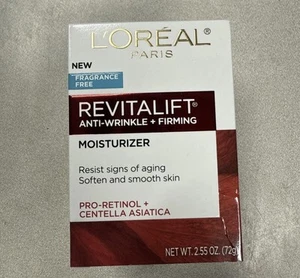 L'ORÉAL
PARIS
NEW
FRAGRANCE
FREE
REVITALIFT®
ANTI-WRINKLE + FIRMING
MOISTURIZER
Resist signs of aging
Soften and smooth skin
PRO-RETINOL +
CENTELLA ASIATICA
NET WT. 2.55 OZ. (72g)